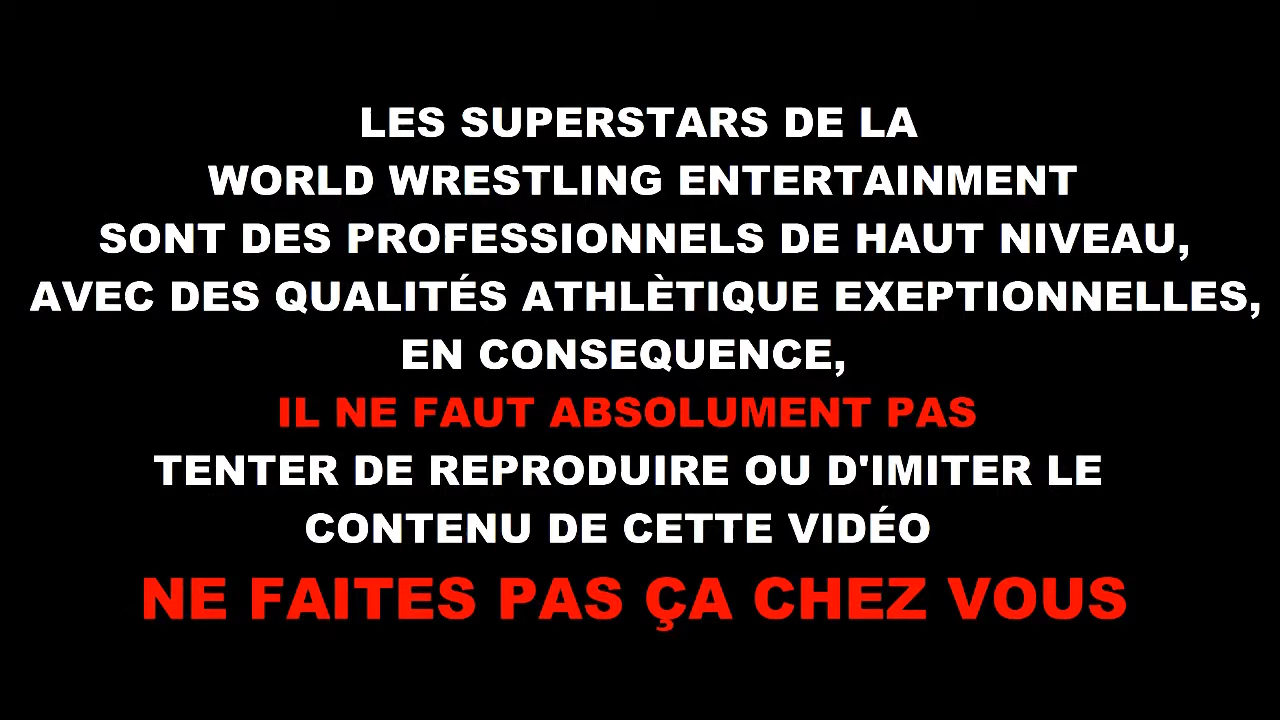 LES SUPERSTARS DE LA
WORLD WRESTLING ENTERTAINMENT
SONT DES PROFESSIONNELS DE HAUT NIVEAU,
AVEC DES QUALITÉS ATHLÈTIQUE EXEPTIONNELLES,
EN CONSEQUENCE,
IL NE FAUT ABSOLUMENT PAS
TENTER DE REPRODUIRE OU D'IMITER LE
CONTENU DE CETTE VIDÉO
NE FAITES PAS ÇA CHEZ VOUS